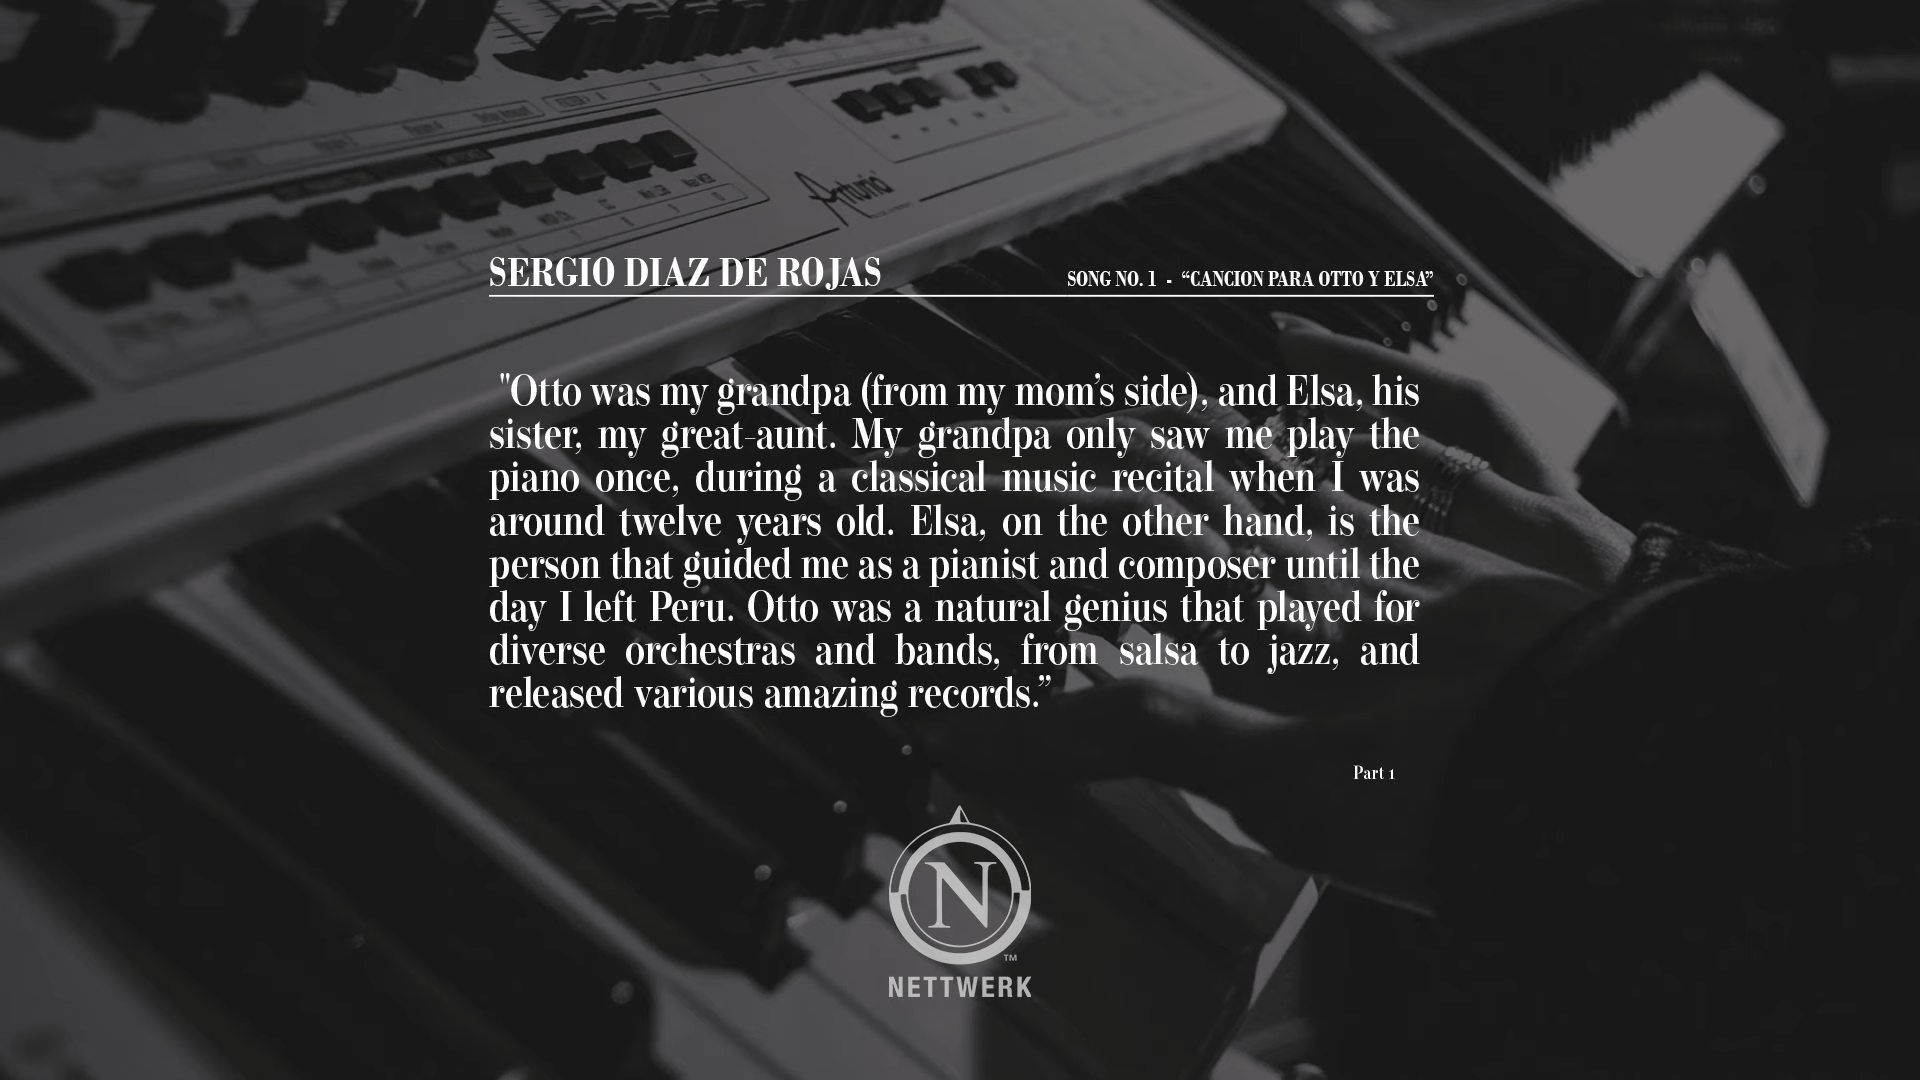 Arturia
SERGIO DIAZ DE ROJAS
SONG NO. 1 - “CANCION PARA OTTO Y ELSA”
"Otto was my grandpa (from my mom’s side), and Elsa, his
sister, my great-aunt. My grandpa only saw me play the
piano once, during a classical music recital when I was
around twelve years old. Elsa, on the other hand, is the
person that guided me as a pianist and composer until the
day I left Peru. Otto was a natural genius that played for
diverse orchestras and bands, from salsa to jazz, and
released various amazing records.”
Part 1
N
TM
NETTWERK